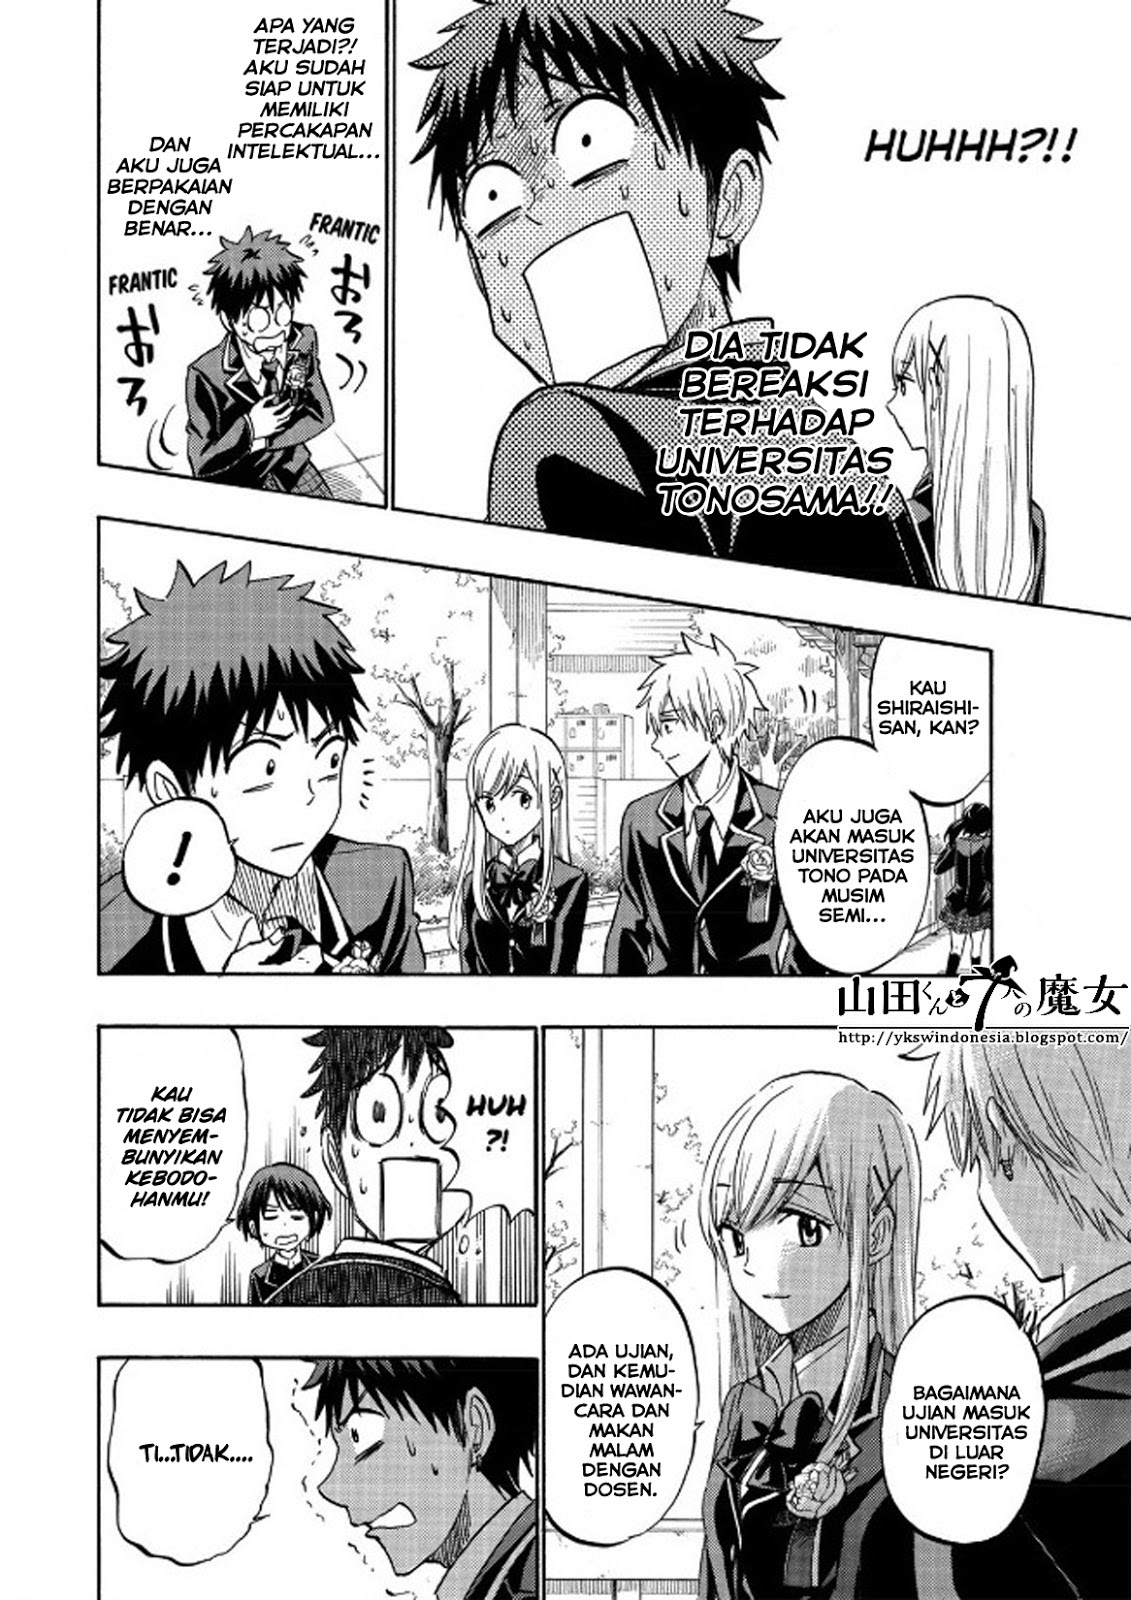 HUHHH?!!
DIA TIDAK
BEREAKSI
TERHADAP
UNIVERSITAS
TONOSAMA!!
APA YANG
TERJADI?!
AKU SUDAH
SIAP UNTUK
MEMILIKI
PERCAKAPAN
INTELEKTUAL...
DAN
AKU JUGA
BERPAKAIAN
DENGAN
BENAR...
FRANTIC
おろ
FRANTIC
おろ
KAU
SHIRAISHI-
SAN, KAN?
AKU JUGA
AKAN MASUK
UNIVERSITAS
TONO PADA
MUSIM
SEMI...
!
山田くんと7人の魔女
http://ykswindonesia.blogspot.com/
BAGAIMANA
UJIAN MASUK
UNIVERSITAS
DI LUAR
NEGERI?
ADA UJIAN,
DAN KEMU-
DIAN WAWAN-
CARA DAN
MAKAN
MALAM
DENGAN
DOSEN.
HUH
?!
KAU
TIDAK BISA
MENYEM-
BUNYIKAN
KEBODO-
HANMU!
TI...TIDAK....